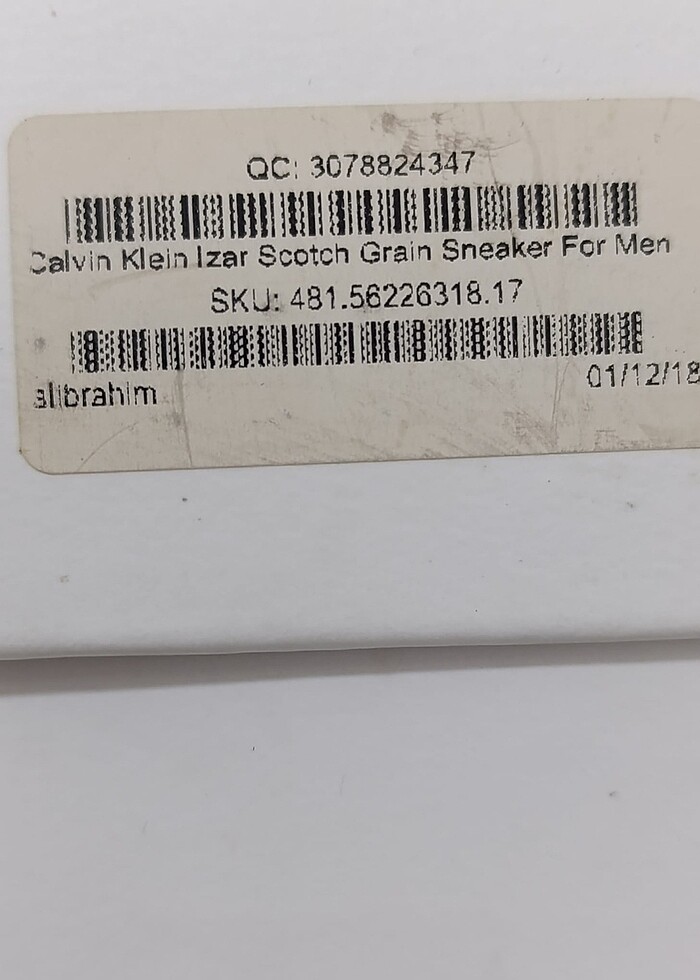 QC: 3078824347
Calvin Klein Izar Scotch Grain Sneaker For Men
SKU: 481.56226318.17
alibrahim
01/12/18